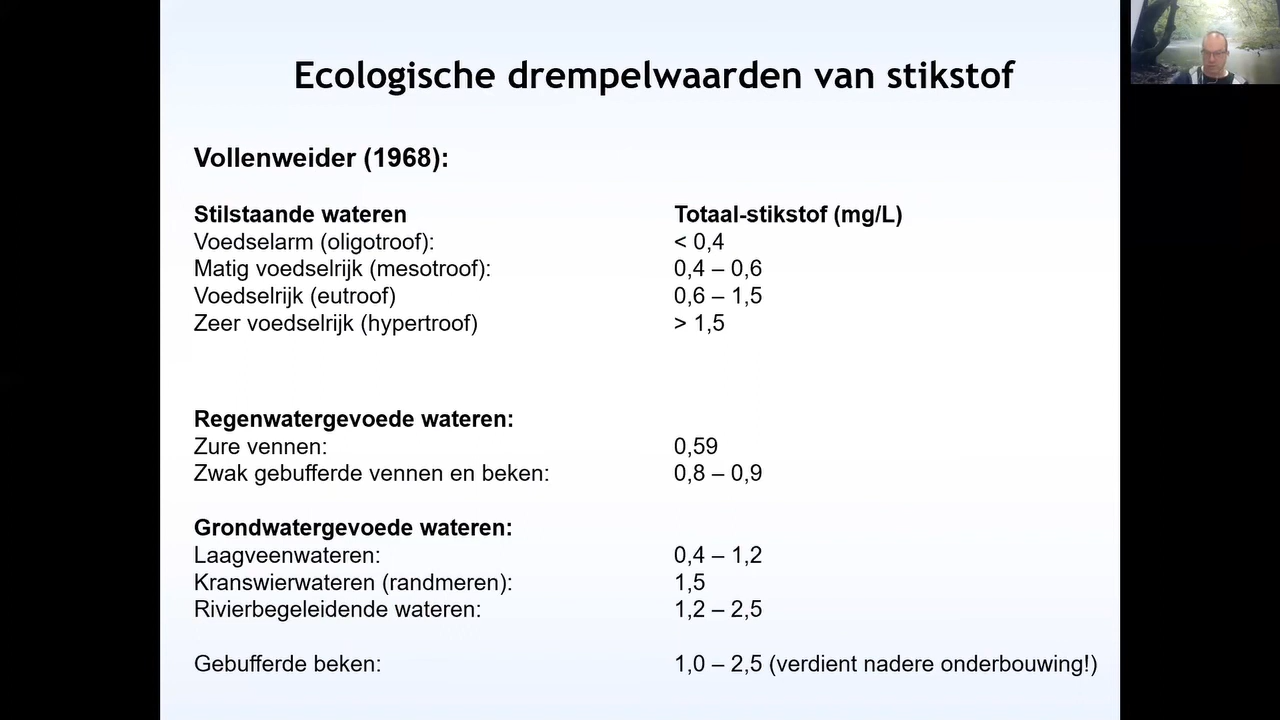 Ecologische drempelwaarden van stikstof
Vollenweider (1968):
Stilstaande wateren Totaal-stikstof (mg/L)
Voedselarm (oligotroof): < 0,4
Matig voedselrijk (mesotroof): 0,4 – 0,6
Voedselrijk (eutroof) 0,6 – 1,5
Zeer voedselrijk (hypertroof) > 1,5
Regenwatergevoede wateren:
Zure vennen: 0,59
Zwak gebufferde vennen en beken: 0,8 – 0,9
Grondwatergevoede wateren:
Laagveenwateren: 0,4 – 1,2
Kranswierwateren (randmeren): 1,5
Rivierbegeleidende wateren: 1,2 – 2,5
Gebufferde beken: 1,0 – 2,5 (verdient nadere onderbouwing!)